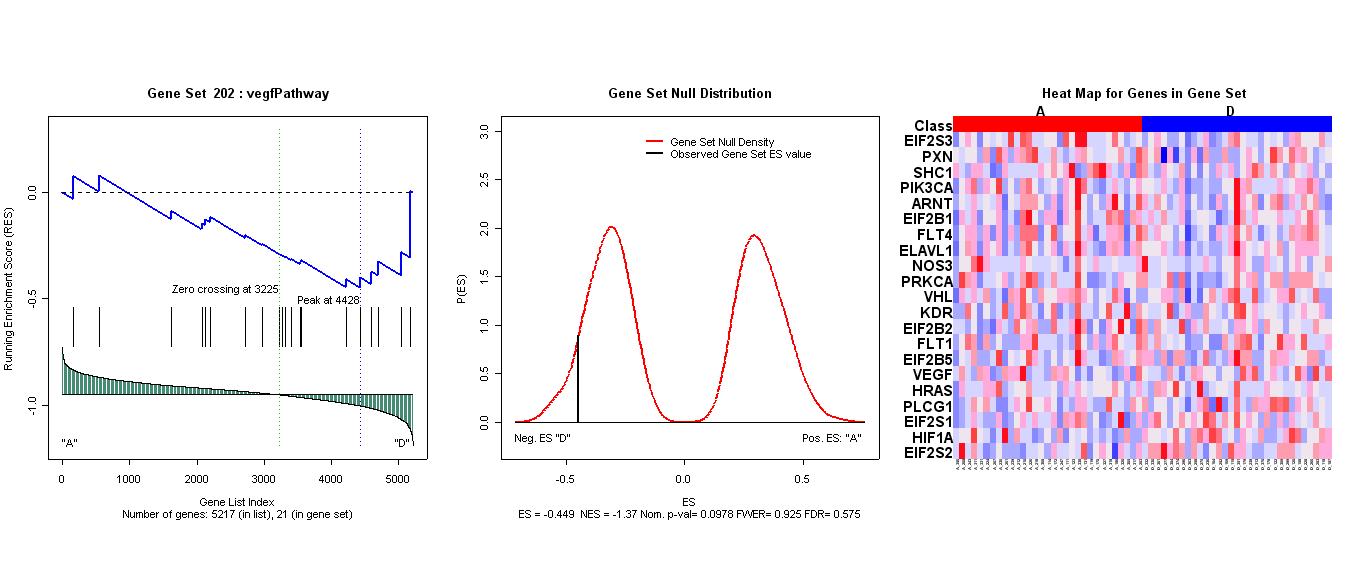 Gene Set 202 : vegfPathway
Running Enrichment Score (RES)
0.0
-0.5
-1.0
Zero crossing at 3225
Peak at 4428
"A"
"D"
0 1000 2000 3000 4000 5000
Gene List Index
Number of genes: 5217 (in list), 21 (in gene set)
Gene Set Null Distribution
P(ES)
3.0
2.5
2.0
1.5
1.0
0.5
0.0
Gene Set Null Density
Observed Gene Set ES value
Neg. ES "D"
Pos. ES: "A"
-0.5 0.0 0.5
ES
ES = -0.449 NES = -1.37 Nom. p-val= 0.0978 FWER= 0.925 FDR= 0.575
Heat Map for Genes in Gene Set
A D
Class
EIF2S3
PXN
SHC1
PIK3CA
ARNT
EIF2B1
FLT4
ELAVL1
NOS3
PRKCA
VHL
KDR
EIF2B2
FLT1
EIF2B5
VEGF
HRAS
PLCG1
EIF2S1
HIF1A
EIF2S2